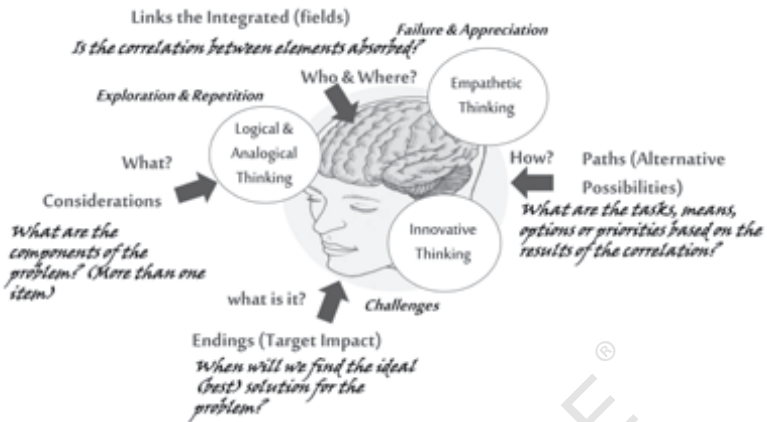 Links the Integrated (fields)
Failure & Appreciation
Is the correlation between elements absorbed?
Who & Where?
Exploration & Repetition
Empathetic
Thinking
Logical &
Analogical
Thinking
What?
Considerations
What are the
components of the
problem? (More than one
item)
How?
Paths (Alternative
Possibilities)
What are the tasks, means,
options or priorities based on the
results of the correlation?
Innovative
Thinking
what is it?
Challenges
Endings (Target Impact)
When will we find the ideal
(best) solution for the
problem?
®
E